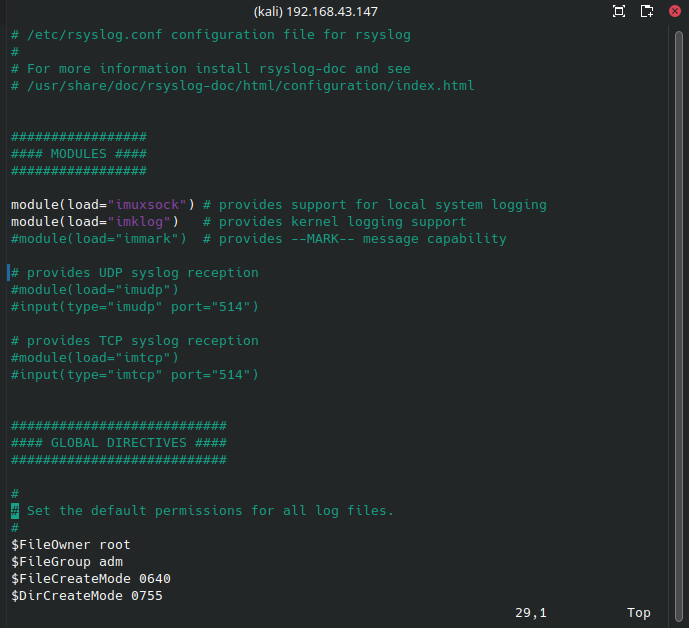 (kali) 192.168.43.147
# /etc/rsyslog.conf configuration file for rsyslog
#
# For more information install rsyslog-doc and see
# /usr/share/doc/rsyslog-doc/html/configuration/index.html
#################
#### MODULES ####
#################
module(load="imuxsock") # provides support for local system logging
module(load="imklog")   # provides kernel logging support
#module(load="immark")  # provides --MARK-- message capability
# provides UDP syslog reception
#module(load="imudp")
#input(type="imudp" port="514")
# provides TCP syslog reception
#module(load="imtcp")
#input(type="imtcp" port="514")
###########################
#### GLOBAL DIRECTIVES ####
###########################
#
# Set the default permissions for all log files.
#
$FileOwner root
$FileGroup adm
$FileCreateMode 0640
$DirCreateMode 0755
29,1 Top